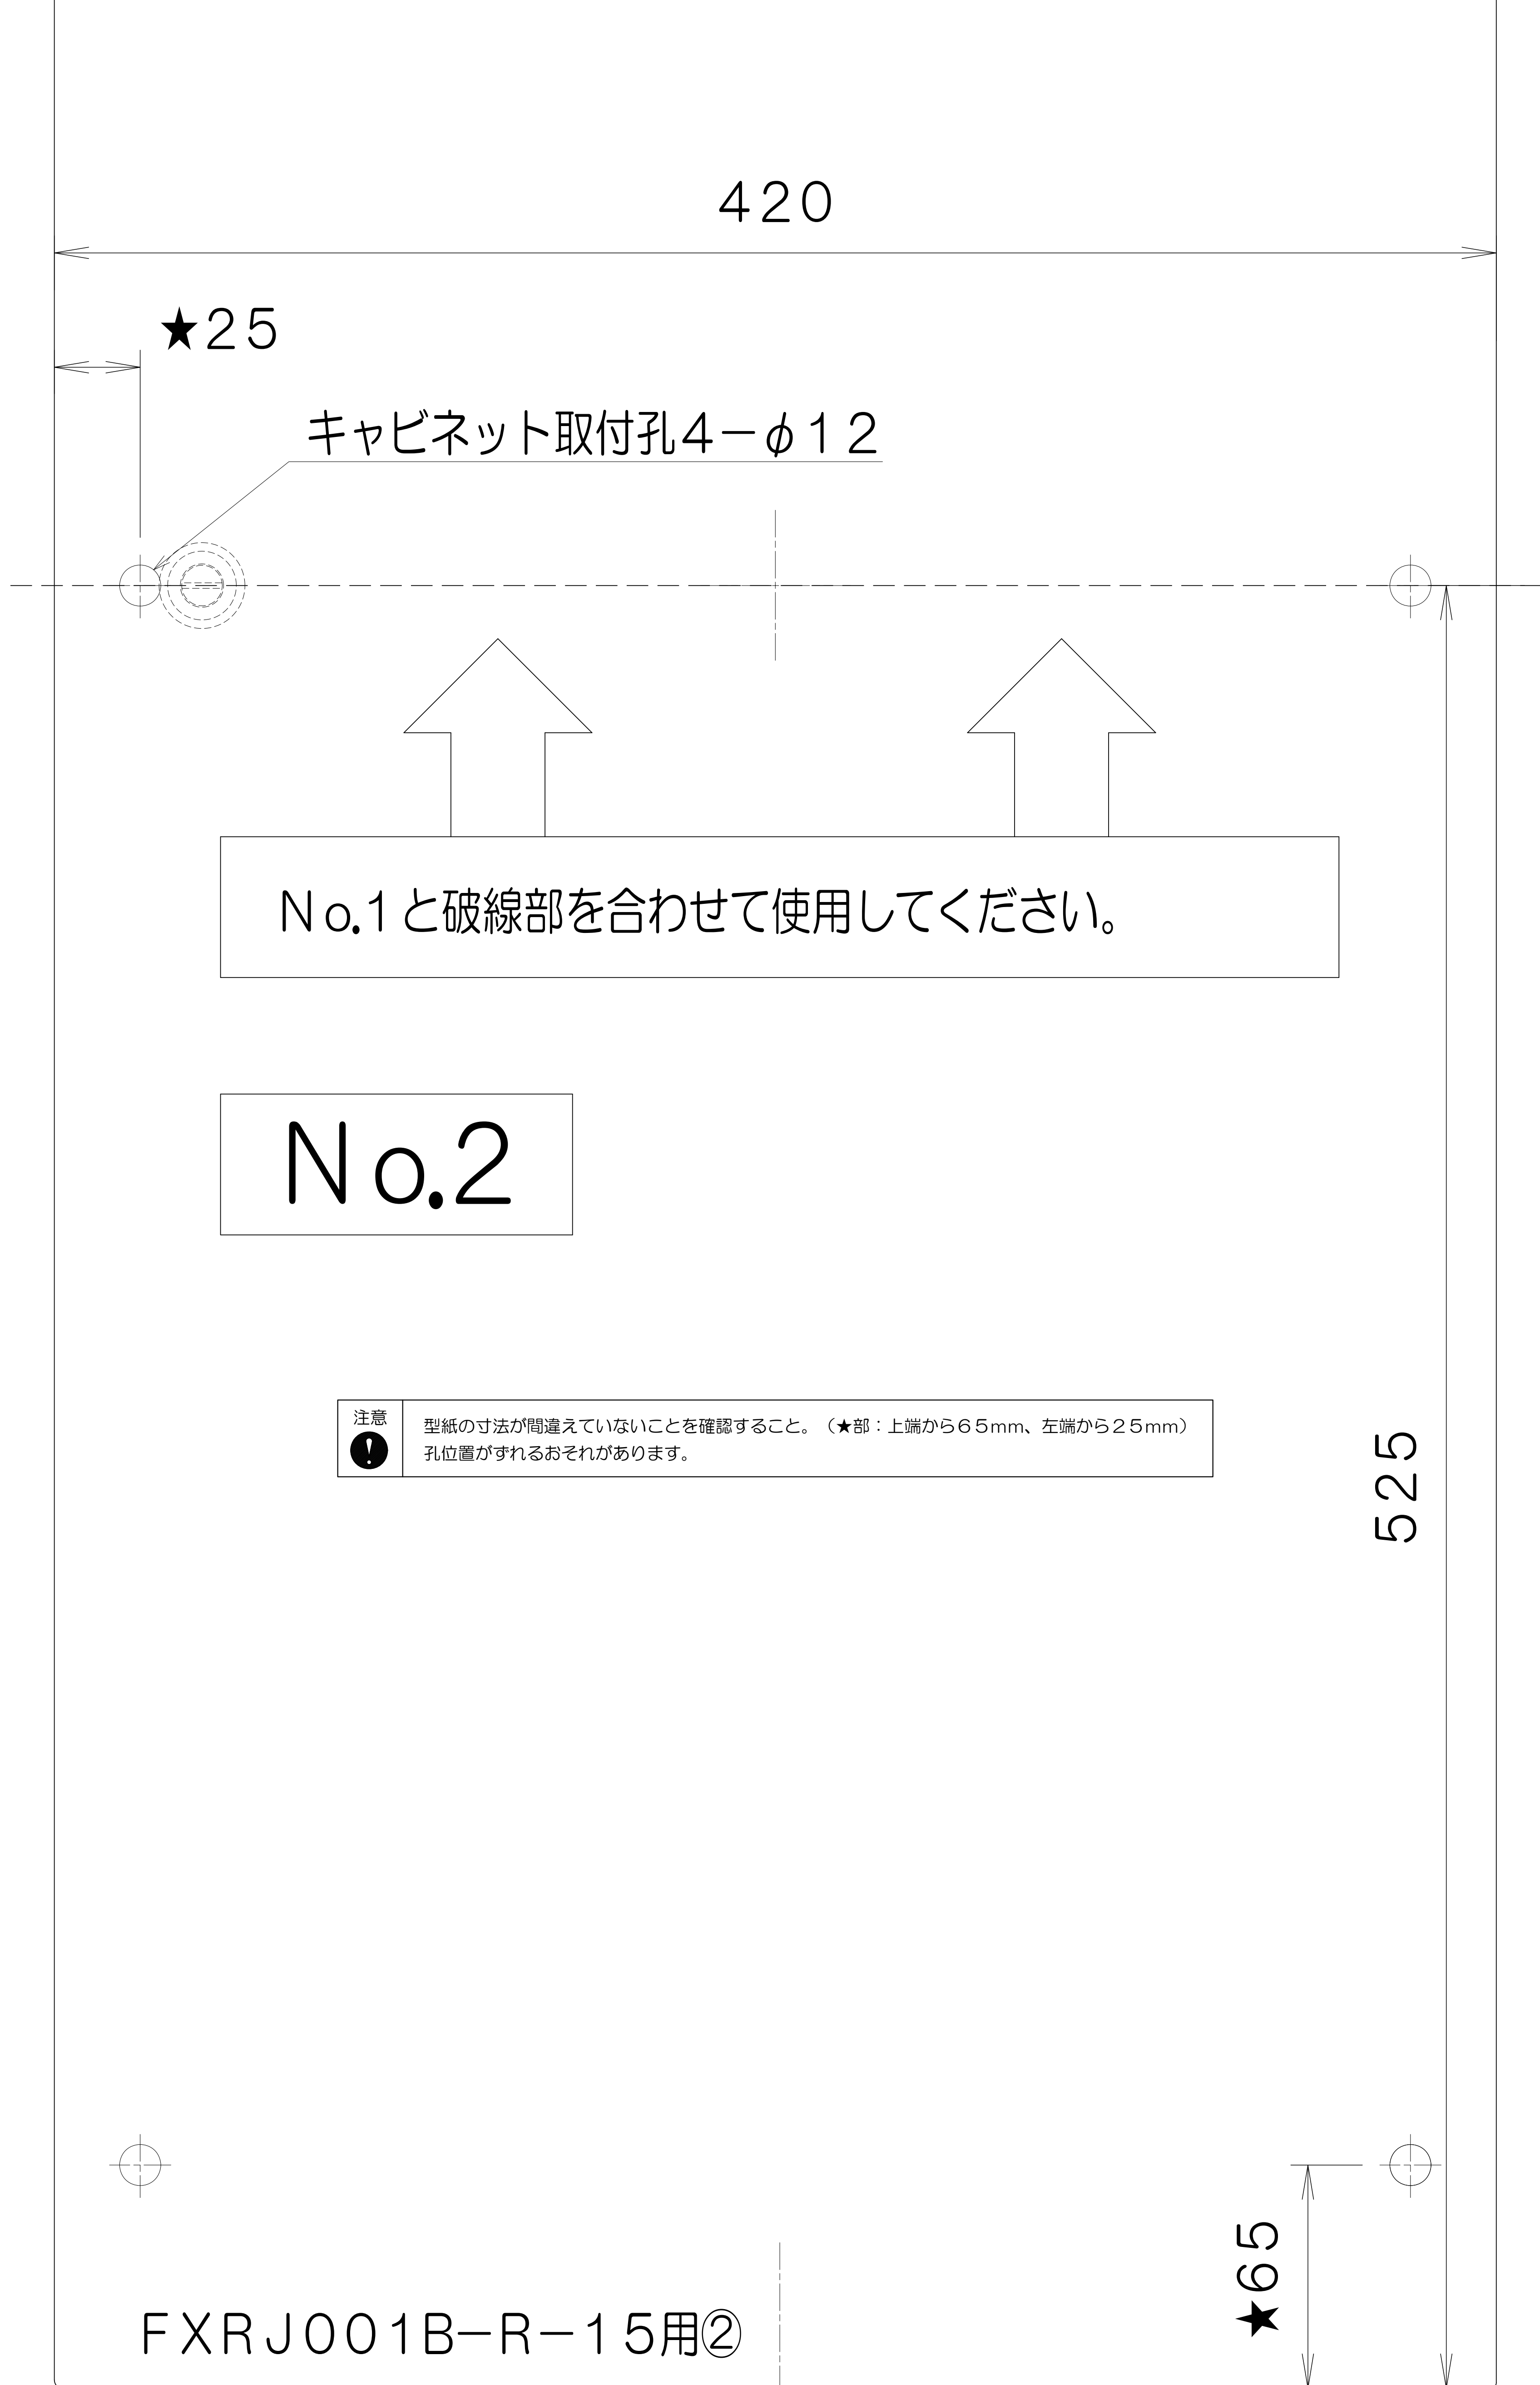 420
★25
キャビネット取付孔4－φ12
No.1と破線部を合わせて使用してください。
No.2
注意
型紙の寸法が間違えていないことを確認すること。（★部：上端から65mm、左端から25mm）
孔位置がずれるおそれがあります。
525
★65
FXRJ001B－R－15用②